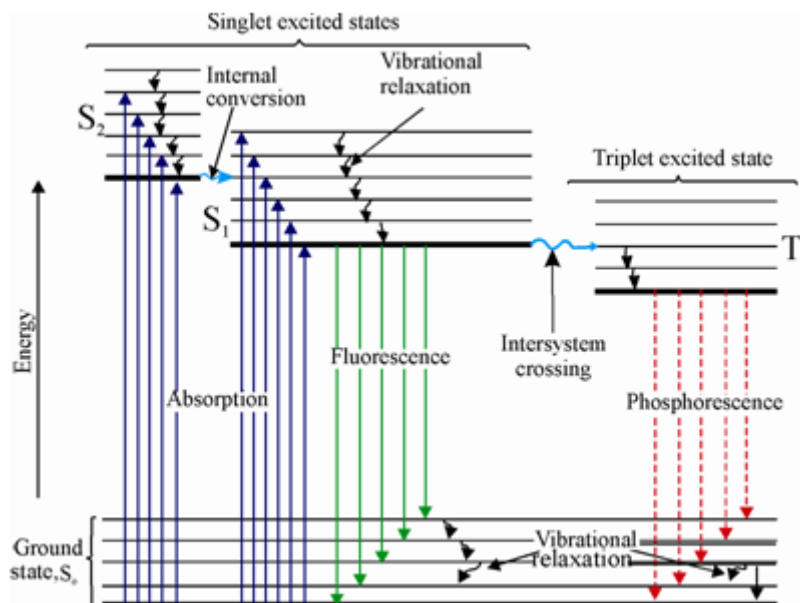 Singlet excited states
Internal
conversion
Vibrational
relaxation
S2
Triplet excited state
S1
T
Energy
Fluorescence
Intersystem
crossing
Absorption
Phosphorescence
Ground
state, So
Vibrational
relaxation